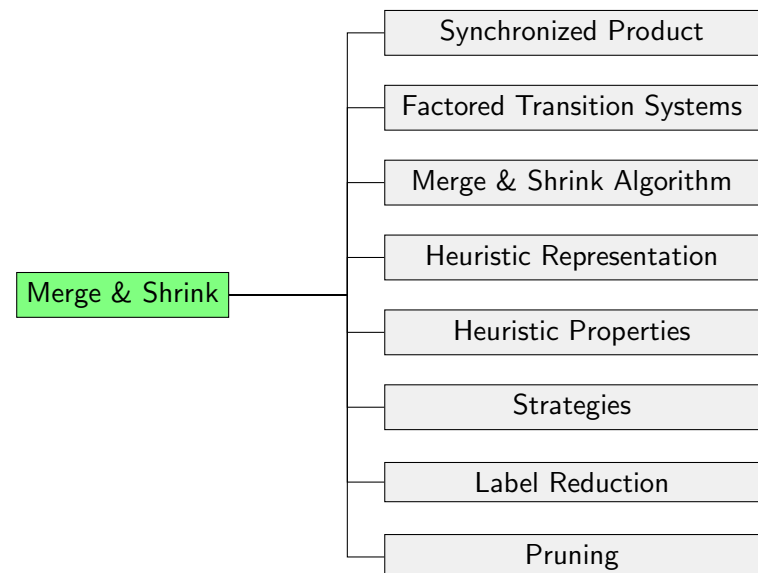 Synchronized Product
Factored Transition Systems
Merge & Shrink Algorithm
Heuristic Representation
Merge & Shrink
Heuristic Properties
Strategies
Label Reduction
Pruning